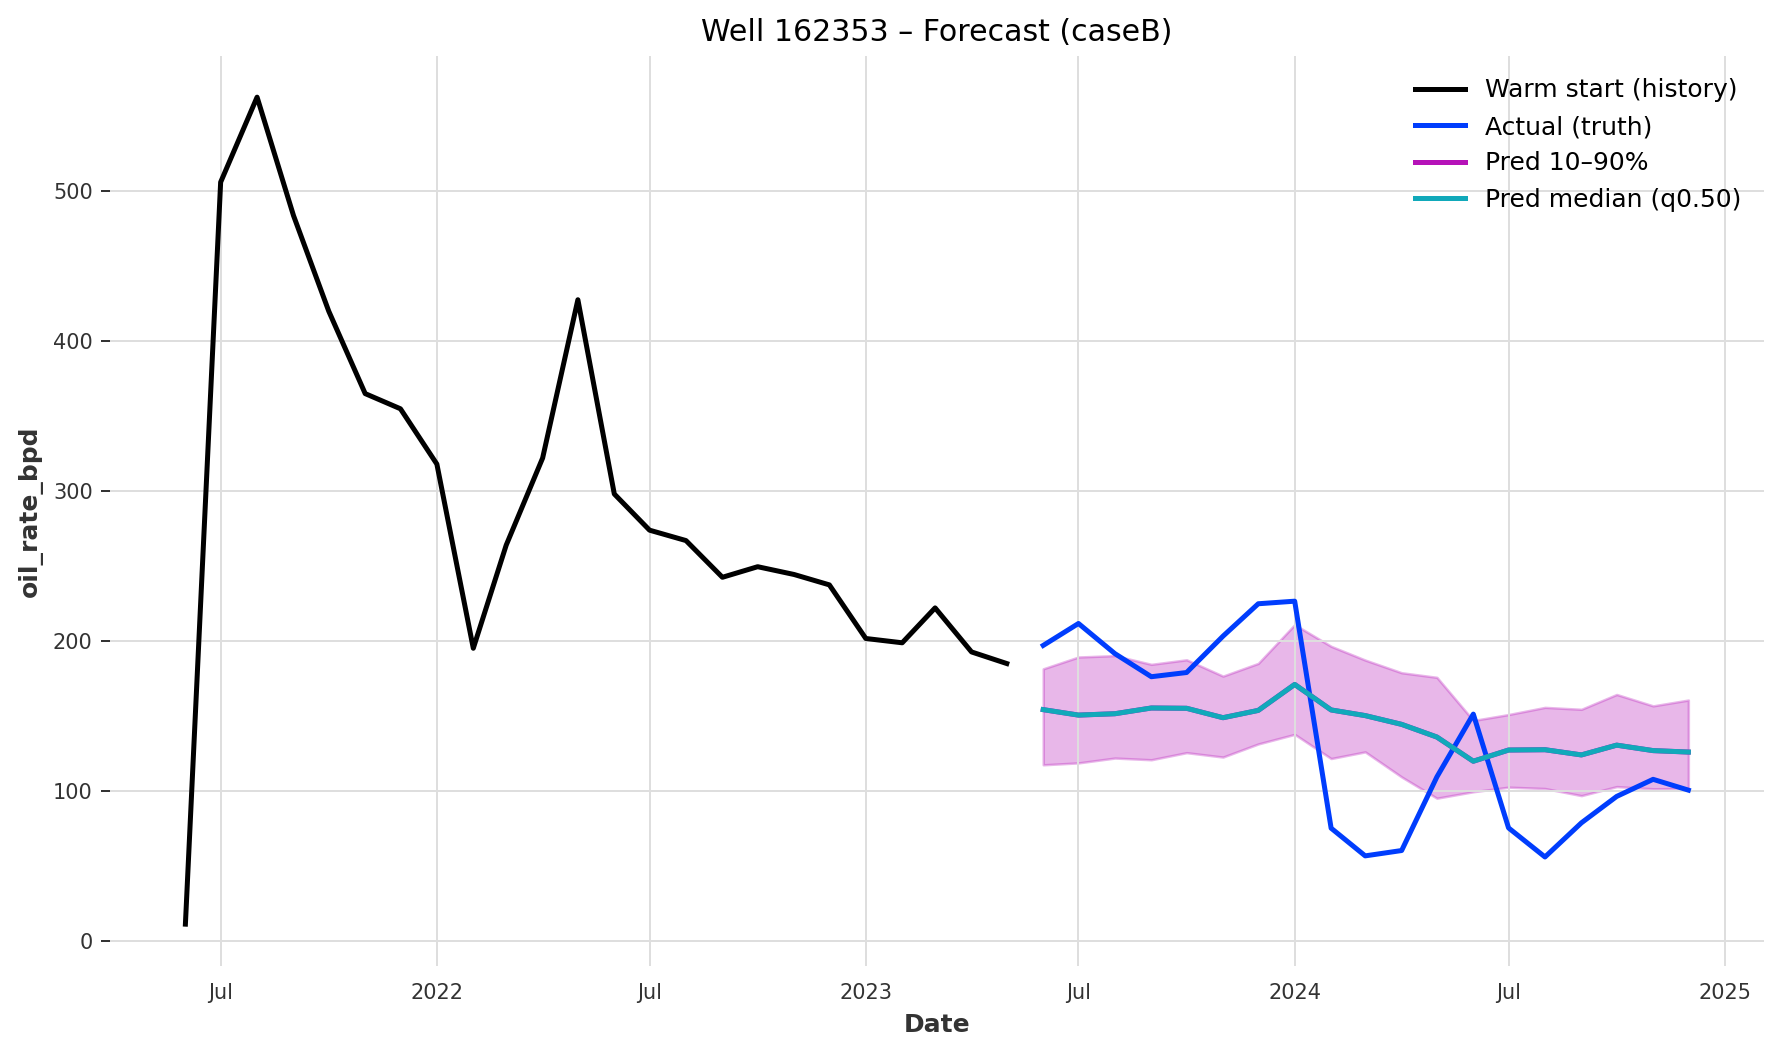 Well 162353 – Forecast (caseB)
Warm start (history)
Actual (truth)
Pred 10–90%
Pred median (q0.50)
oil_rate_bpd
500
400
300
200
100
0
Jul
2022
Jul
2023
Jul
2024
Jul
2025
Date